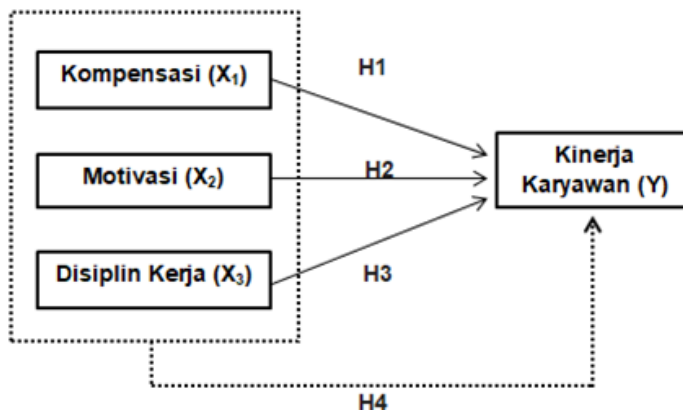 Kompensasi (X₁)
H1
Motivasi (X₂)
H2
Kinerja
Karyawan (Y)
Disiplin Kerja (X₃)
H3
H4